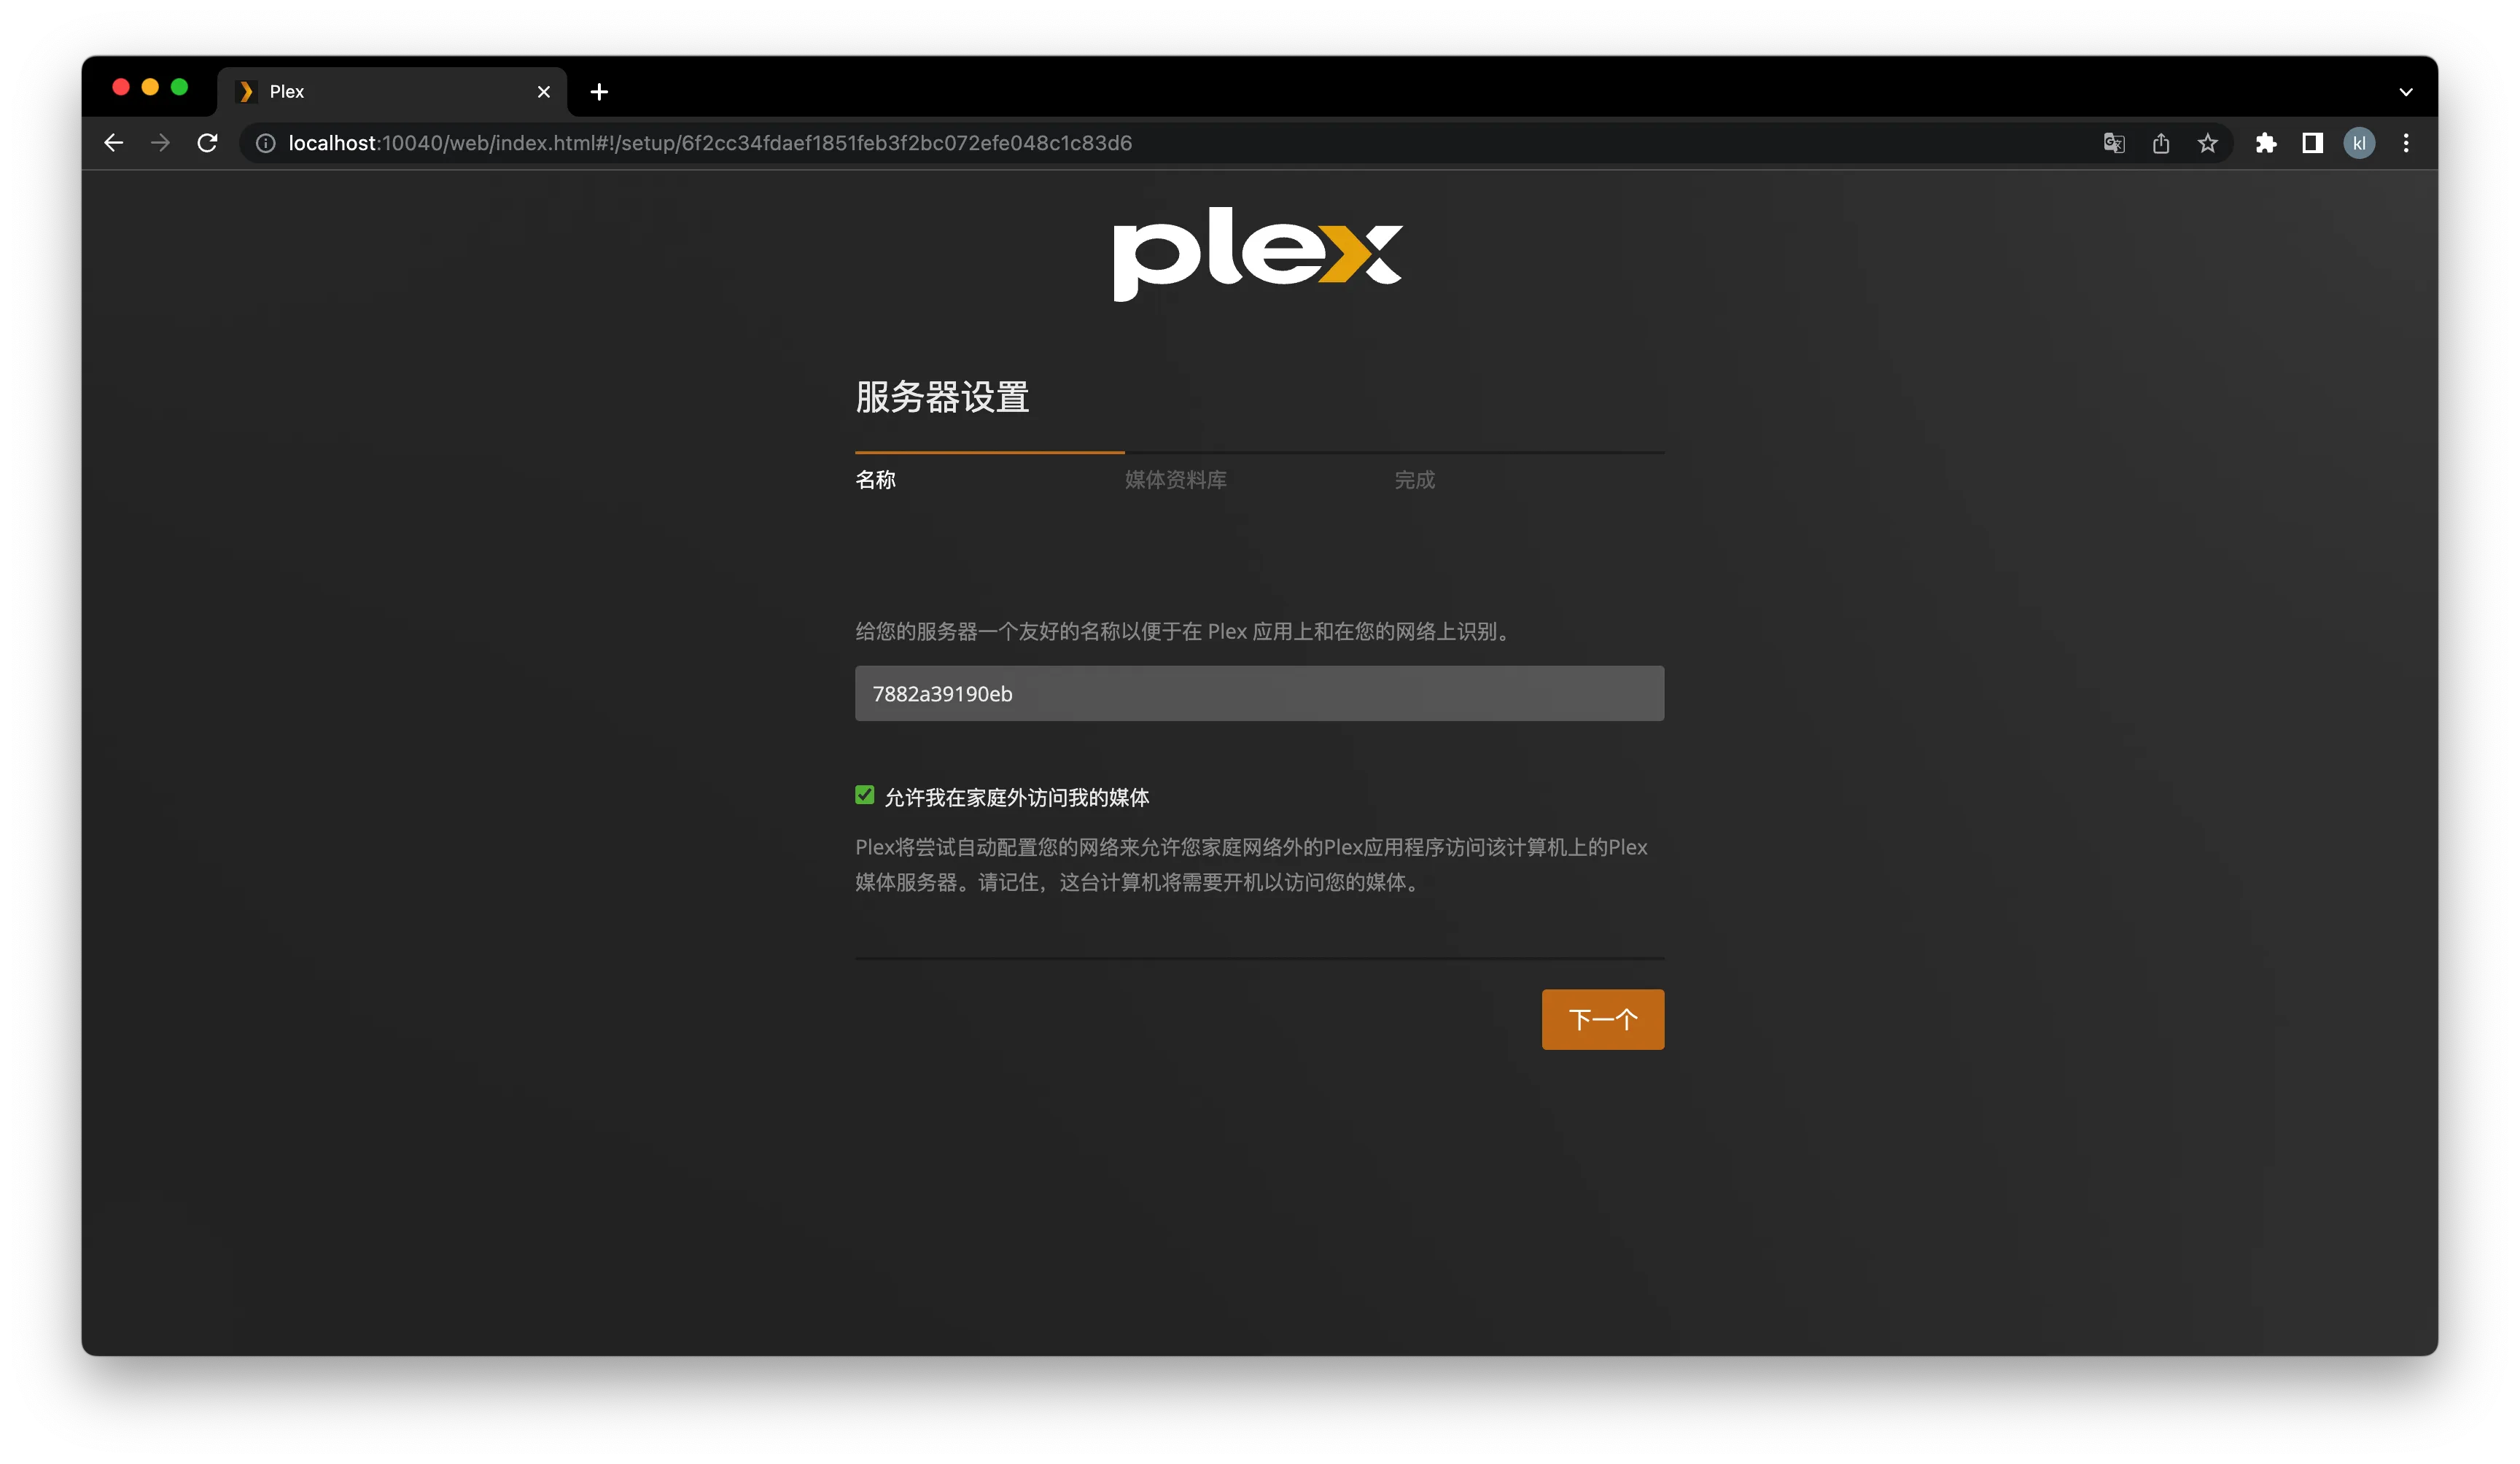 Plex
localhost:10040/web/index.html#!/setup/6f2cc34fdaef1851feb3f2bc072efe048c1c83d6
kl
plex
服务器设置
名称
媒体资料库
完成
给您的服务器一个友好的名称以便于在 Plex 应用上和在您的网络上识别。
7882a39190eb
允许我在家庭外访问我的媒体
Plex将尝试自动配置您的网络来允许您家庭网络外的Plex应用程序访问该计算机上的Plex
媒体服务器。请记住，这台计算机将需要开机以访问您的媒体。
下一个